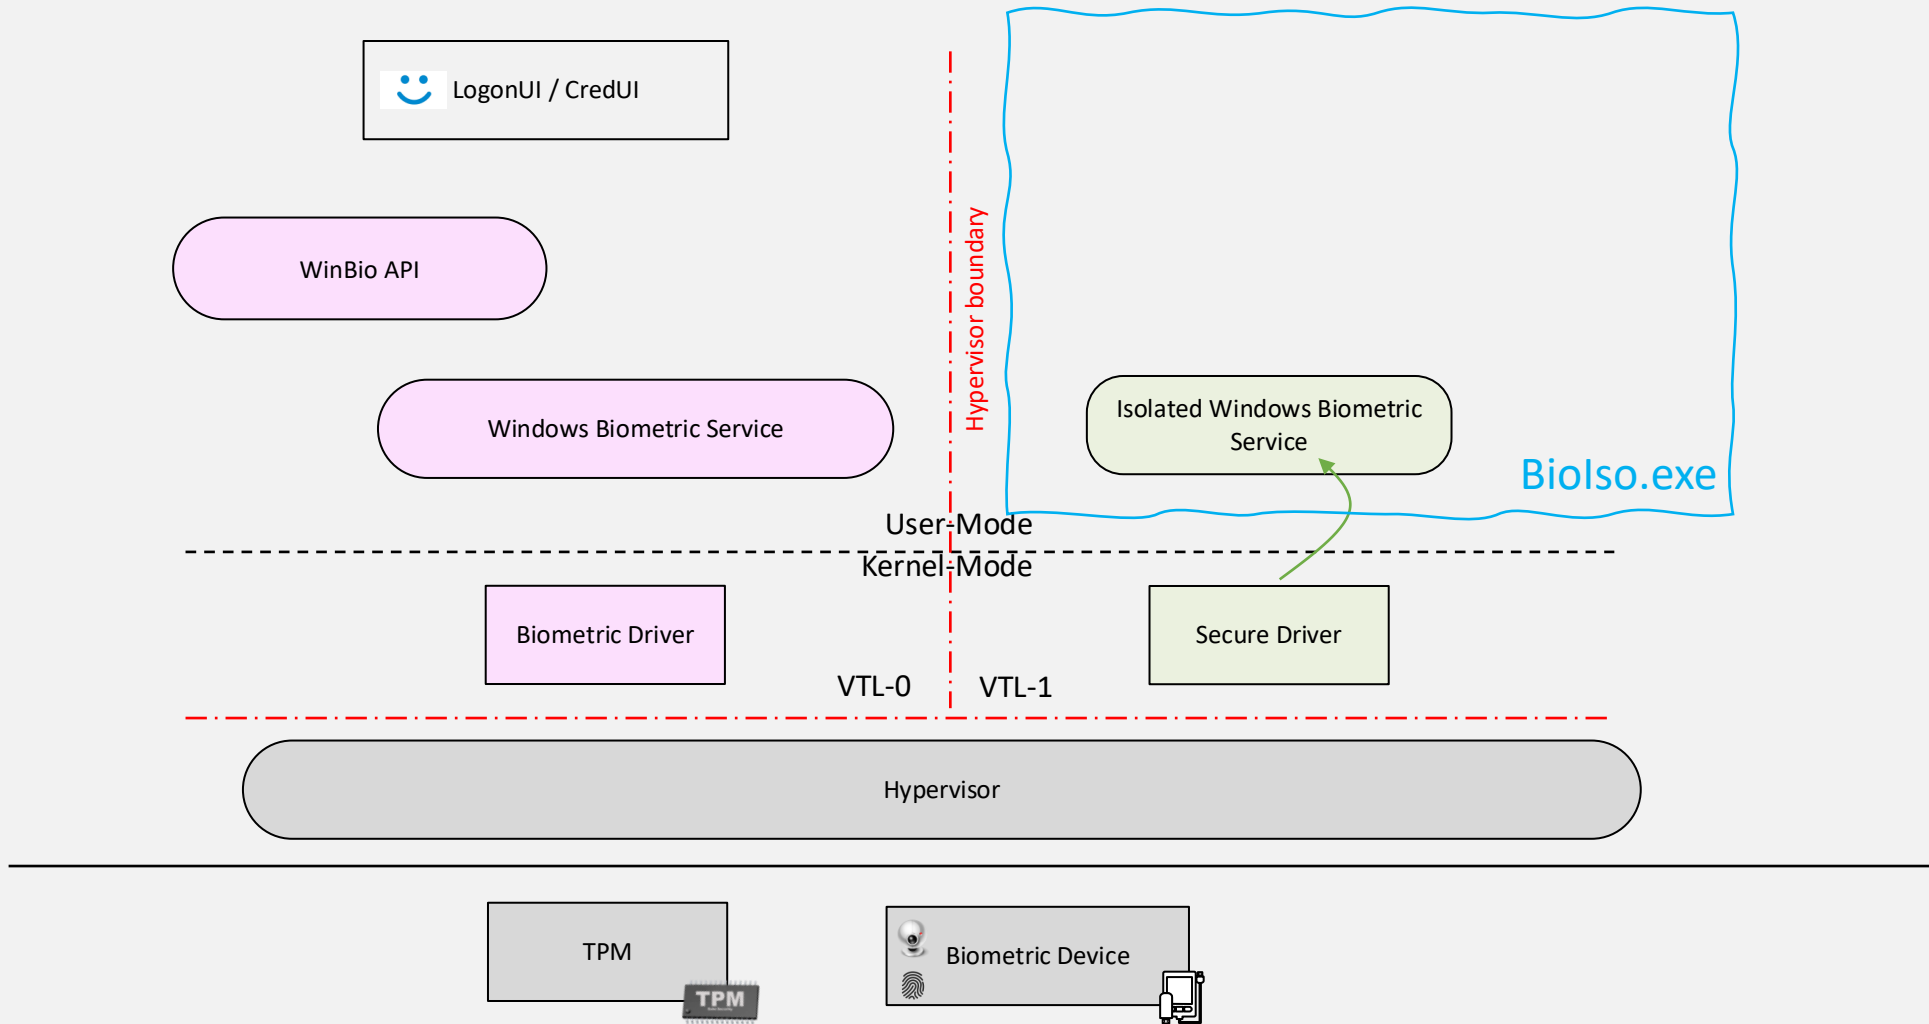 LogonUI / CredUI
WinBio API
Hypervisor boundary
Windows Biometric Service
Isolated Windows Biometric
Service
BioIso.exe
User-Mode
Kernel-Mode
Biometric Driver
Secure Driver
VTL-0
VTL-1
Hypervisor
TPM
TPM
Biometric Device